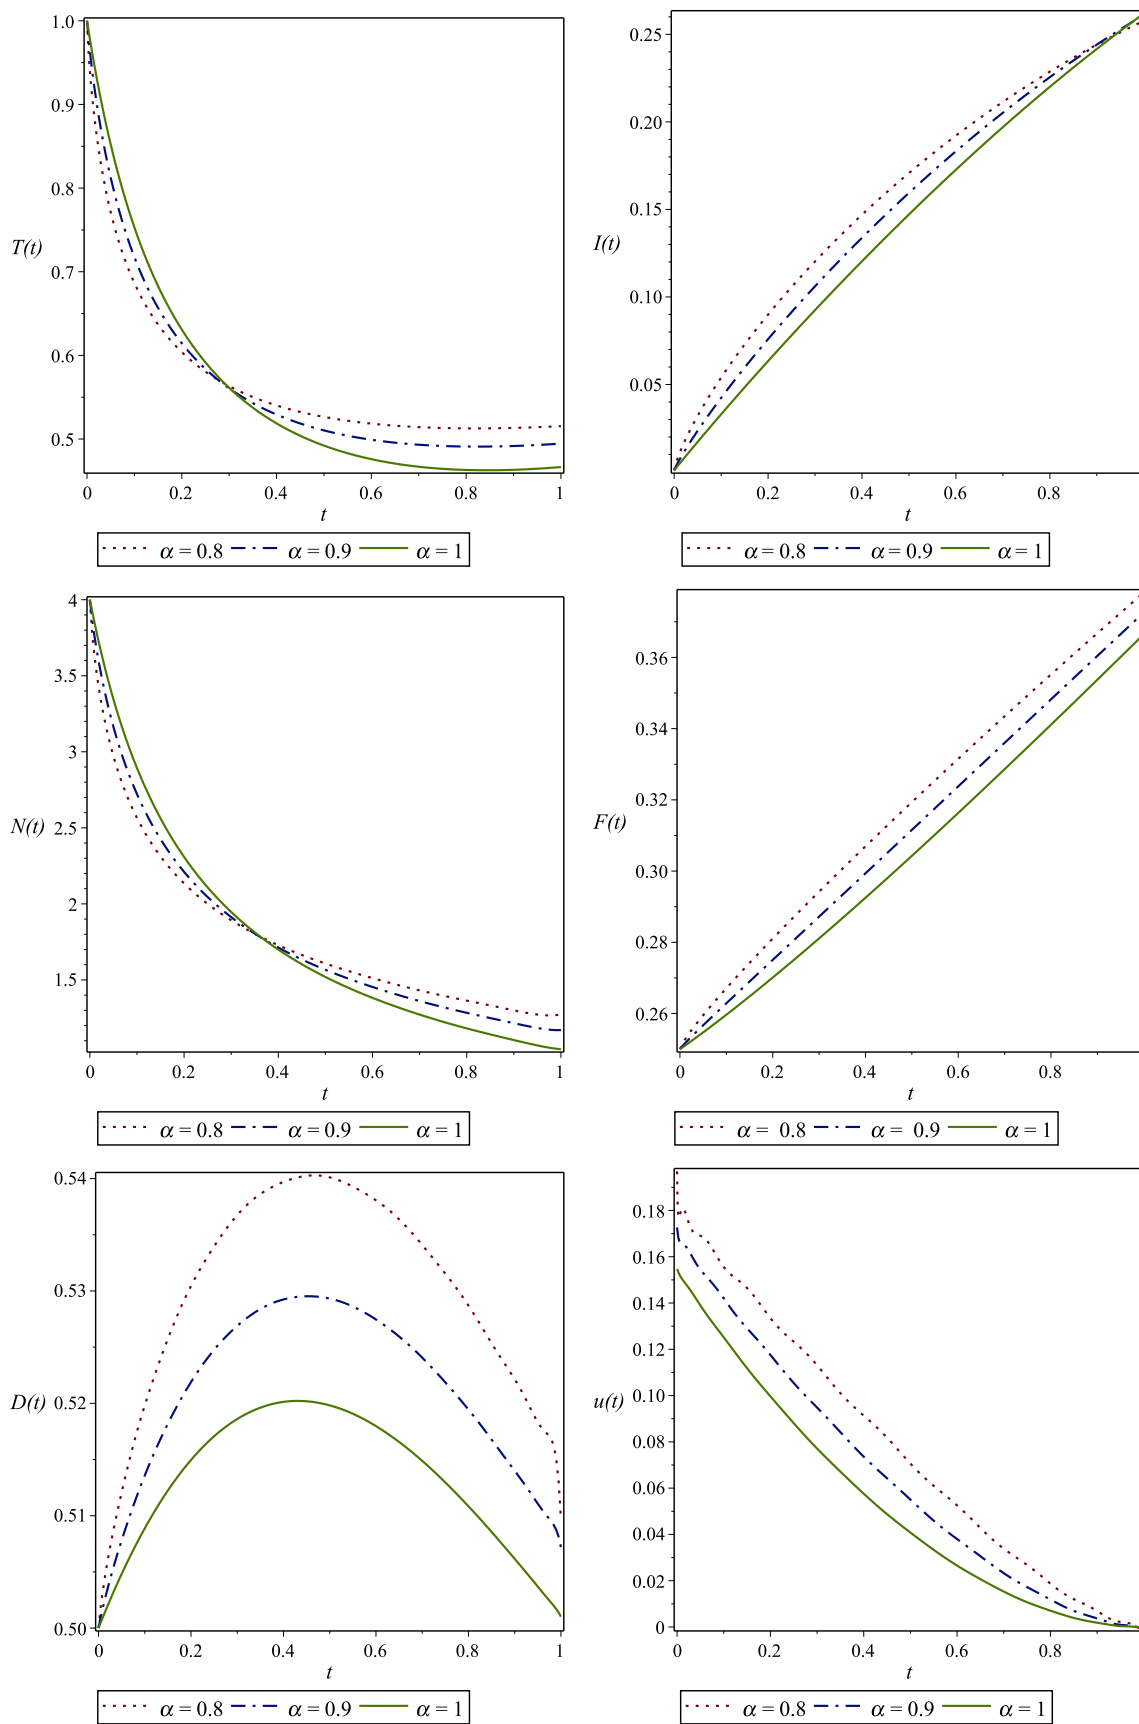 1.0
0.9
0.8
T(t)
0.7
0.6
0.5
0 0.2 0.4 0.6 0.8 1
t
α = 0.8 α = 0.9 α = 1
0.25
0.20
0.15
I(t)
0.10
0.05
0 0.2 0.4 0.6 0.8
t
α = 0.8 α = 0.9 α = 1
4
3.5
3
N(t) 2.5
2
1.5
0 0.2 0.4 0.6 0.8 1
t
α = 0.8 α = 0.9 α = 1
0.36
0.34
0.32
F(t)
0.30
0.28
0.26
0 0.2 0.4 0.6 0.8
t
α = 0.8 α = 0.9 α = 1
0.54
0.53
D(t) 0.52
0.51
0.50
0 0.2 0.4 0.6 0.8 1
t
α = 0.8 α = 0.9 α = 1
0.18
0.16
0.14
0.12
u(t) 0.10
0.08
0.06
0.04
0.02
0
0 0.2 0.4 0.6 0.8
t
α = 0.8 α = 0.9 α = 1